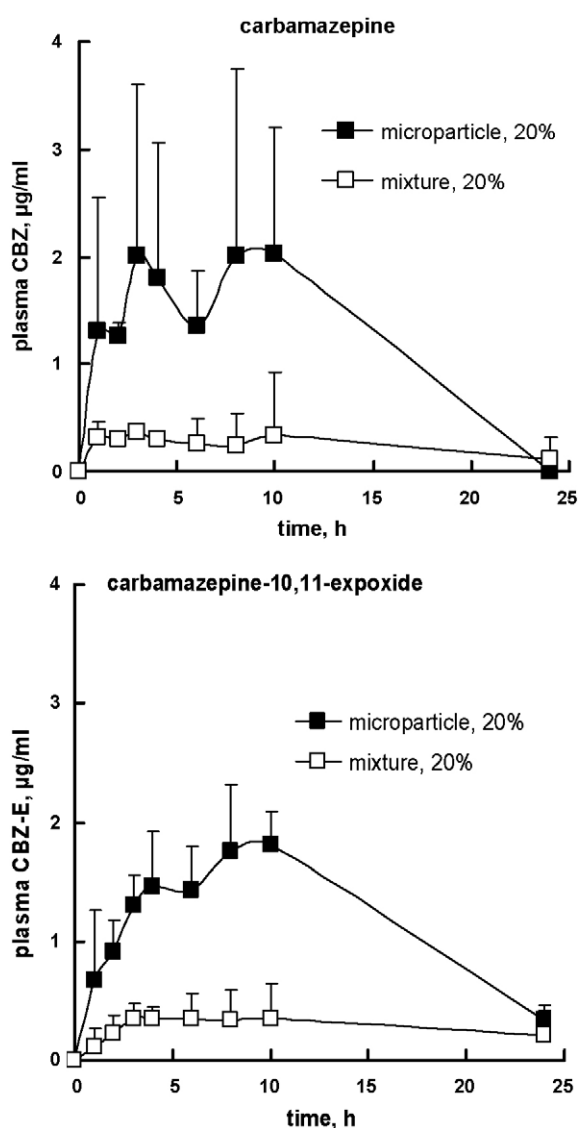 carbamazepine
4
3
2
1
0
plasma CBZ, µg/ml
microparticle, 20%
mixture, 20%
0 5 10 15 20 25
time, h
carbamazepine-10,11-expoxide
4
3
2
1
0
plasma CBZ-E, µg/ml
microparticle, 20%
mixture, 20%
0 5 10 15 20 25
time, h